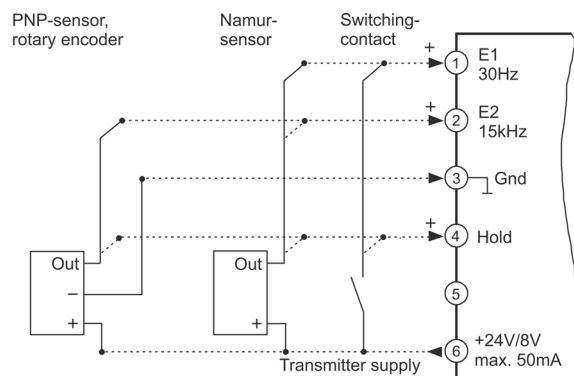 PNP-sensor,
rotary encoder
Namur-
sensor
Switching-
contact
+
1
E1
30Hz
+
2
E2
15kHz
3
Gnd
+
4
Hold
Out
−
+
Out
+
5
6
+24V/8V
max. 50mA
Transmitter supply